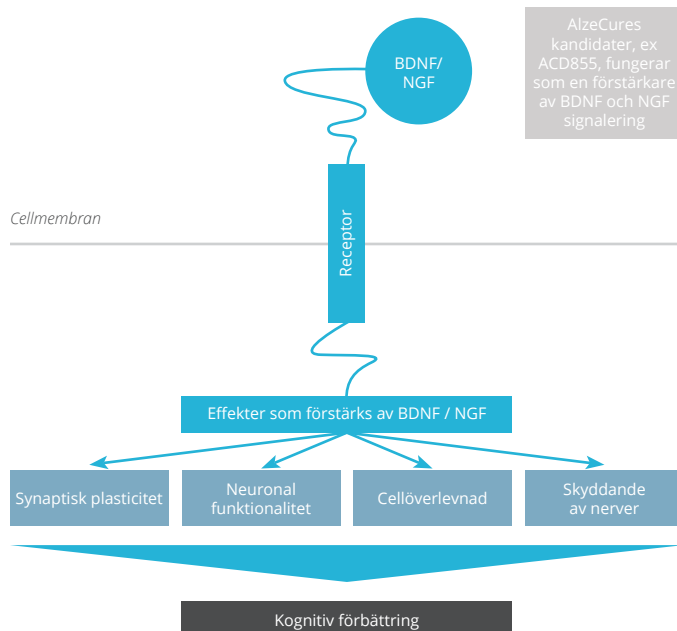 BDNF/
NGF
AlzeCures
kandidater, ex
ACD855, fungerar
som en förstärkare
av BDNF och NGF
signalering
Cellmembran
Receptor
Effekter som förstärks av BDNF / NGF
Synaptisk plasticitet
Neuronal
funktionalitet
Cellöverlevnad
Skyddande
av nerver
Kognitiv förbättring